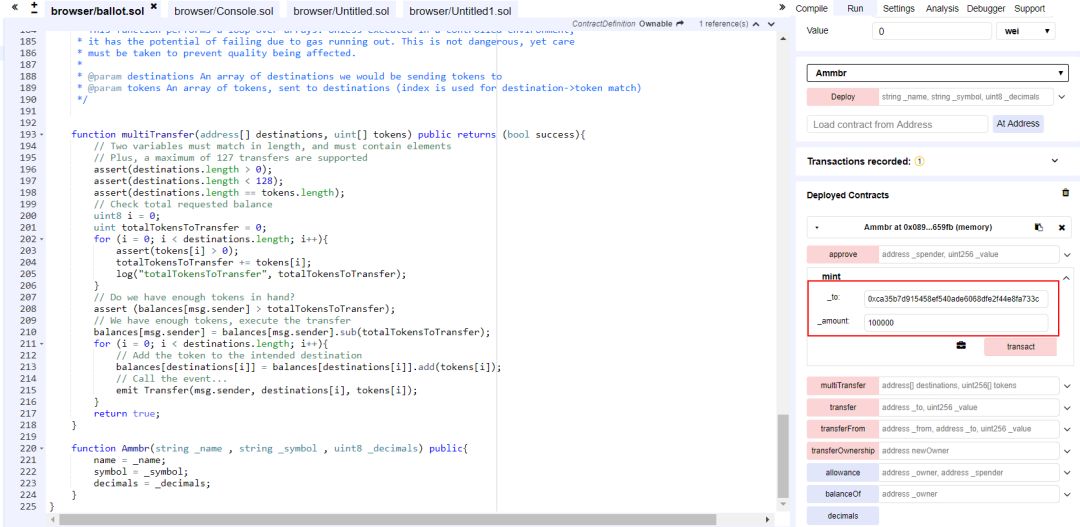 browser/ballot.sol browser/Console.sol browser/Untitled.sol browser/Untitled1.sol
ContractDefinition Ownable 1 reference(s)
184 * This function performs a loop over arrays. Unless executed in a controlled environment,
185 * it has the potential of failing due to gas running out. This is not dangerous, yet care
186 * must be taken to prevent quality being affected.
187 *
188 * @param destinations An array of destinations we would be sending tokens to
189 * @param tokens An array of tokens, sent to destinations (index is used for destination->token match)
190 */
191
192
193 function multiTransfer(address[] destinations, uint[] tokens) public returns (bool success){
194 // Two variables must match in length, and must contain elements
195 // Plus, a maximum of 127 transfers are supported
196 assert(destinations.length > 0);
197 assert(destinations.length < 128);
198 assert(destinations.length == tokens.length);
199 // Check total requested balance
200 uint8 i = 0;
201 uint totalTokensToTransfer = 0;
202 for (i = 0; i < destinations.length; i++){
203 assert(tokens[i] > 0);
204 totalTokensToTransfer += tokens[i];
205 log("totalTokensToTransfer", totalTokensToTransfer);
206 }
207 // Do we have enough tokens in hand?
208 assert (balances[msg.sender] > totalTokensToTransfer);
209 // We have enough tokens, execute the transfer
210 balances[msg.sender] = balances[msg.sender].sub(totalTokensToTransfer);
211 for (i = 0; i < destinations.length; i++){
212 // Add the token to the intended destination
213 balances[destinations[i]] = balances[destinations[i]].add(tokens[i]);
214 // Call the event...
215 emit Transfer(msg.sender, destinations[i], tokens[i]);
216 }
217 return true;
218 }
219
220 function Ammbr(string _name , string _symbol , uint8 _decimals) public{
221 name = _name;
222 symbol = _symbol;
223 decimals = _decimals;
224 }
225 }
Compile Run Settings Analysis Debugger Support
Value 0 wei
Ammbr
Deploy string _name, string _symbol, uint8 _decimals
Load contract from Address At Address
Transactions recorded: 1
Deployed Contracts
Ammbr at 0x089...659fb (memory)
approve address _spender, uint256 _value
mint
_to: 0xca35b7d915458ef540ade6068dfe2f44e8fa733c
_amount: 100000
transact
multiTransfer address[] destinations, uint256[] tokens
transfer address _to, uint256 _value
transferFrom address _from, address _to, uint256 _value
transferOwnership address newOwner
allowance address _owner, address _spender
balanceOf address _owner
decimals